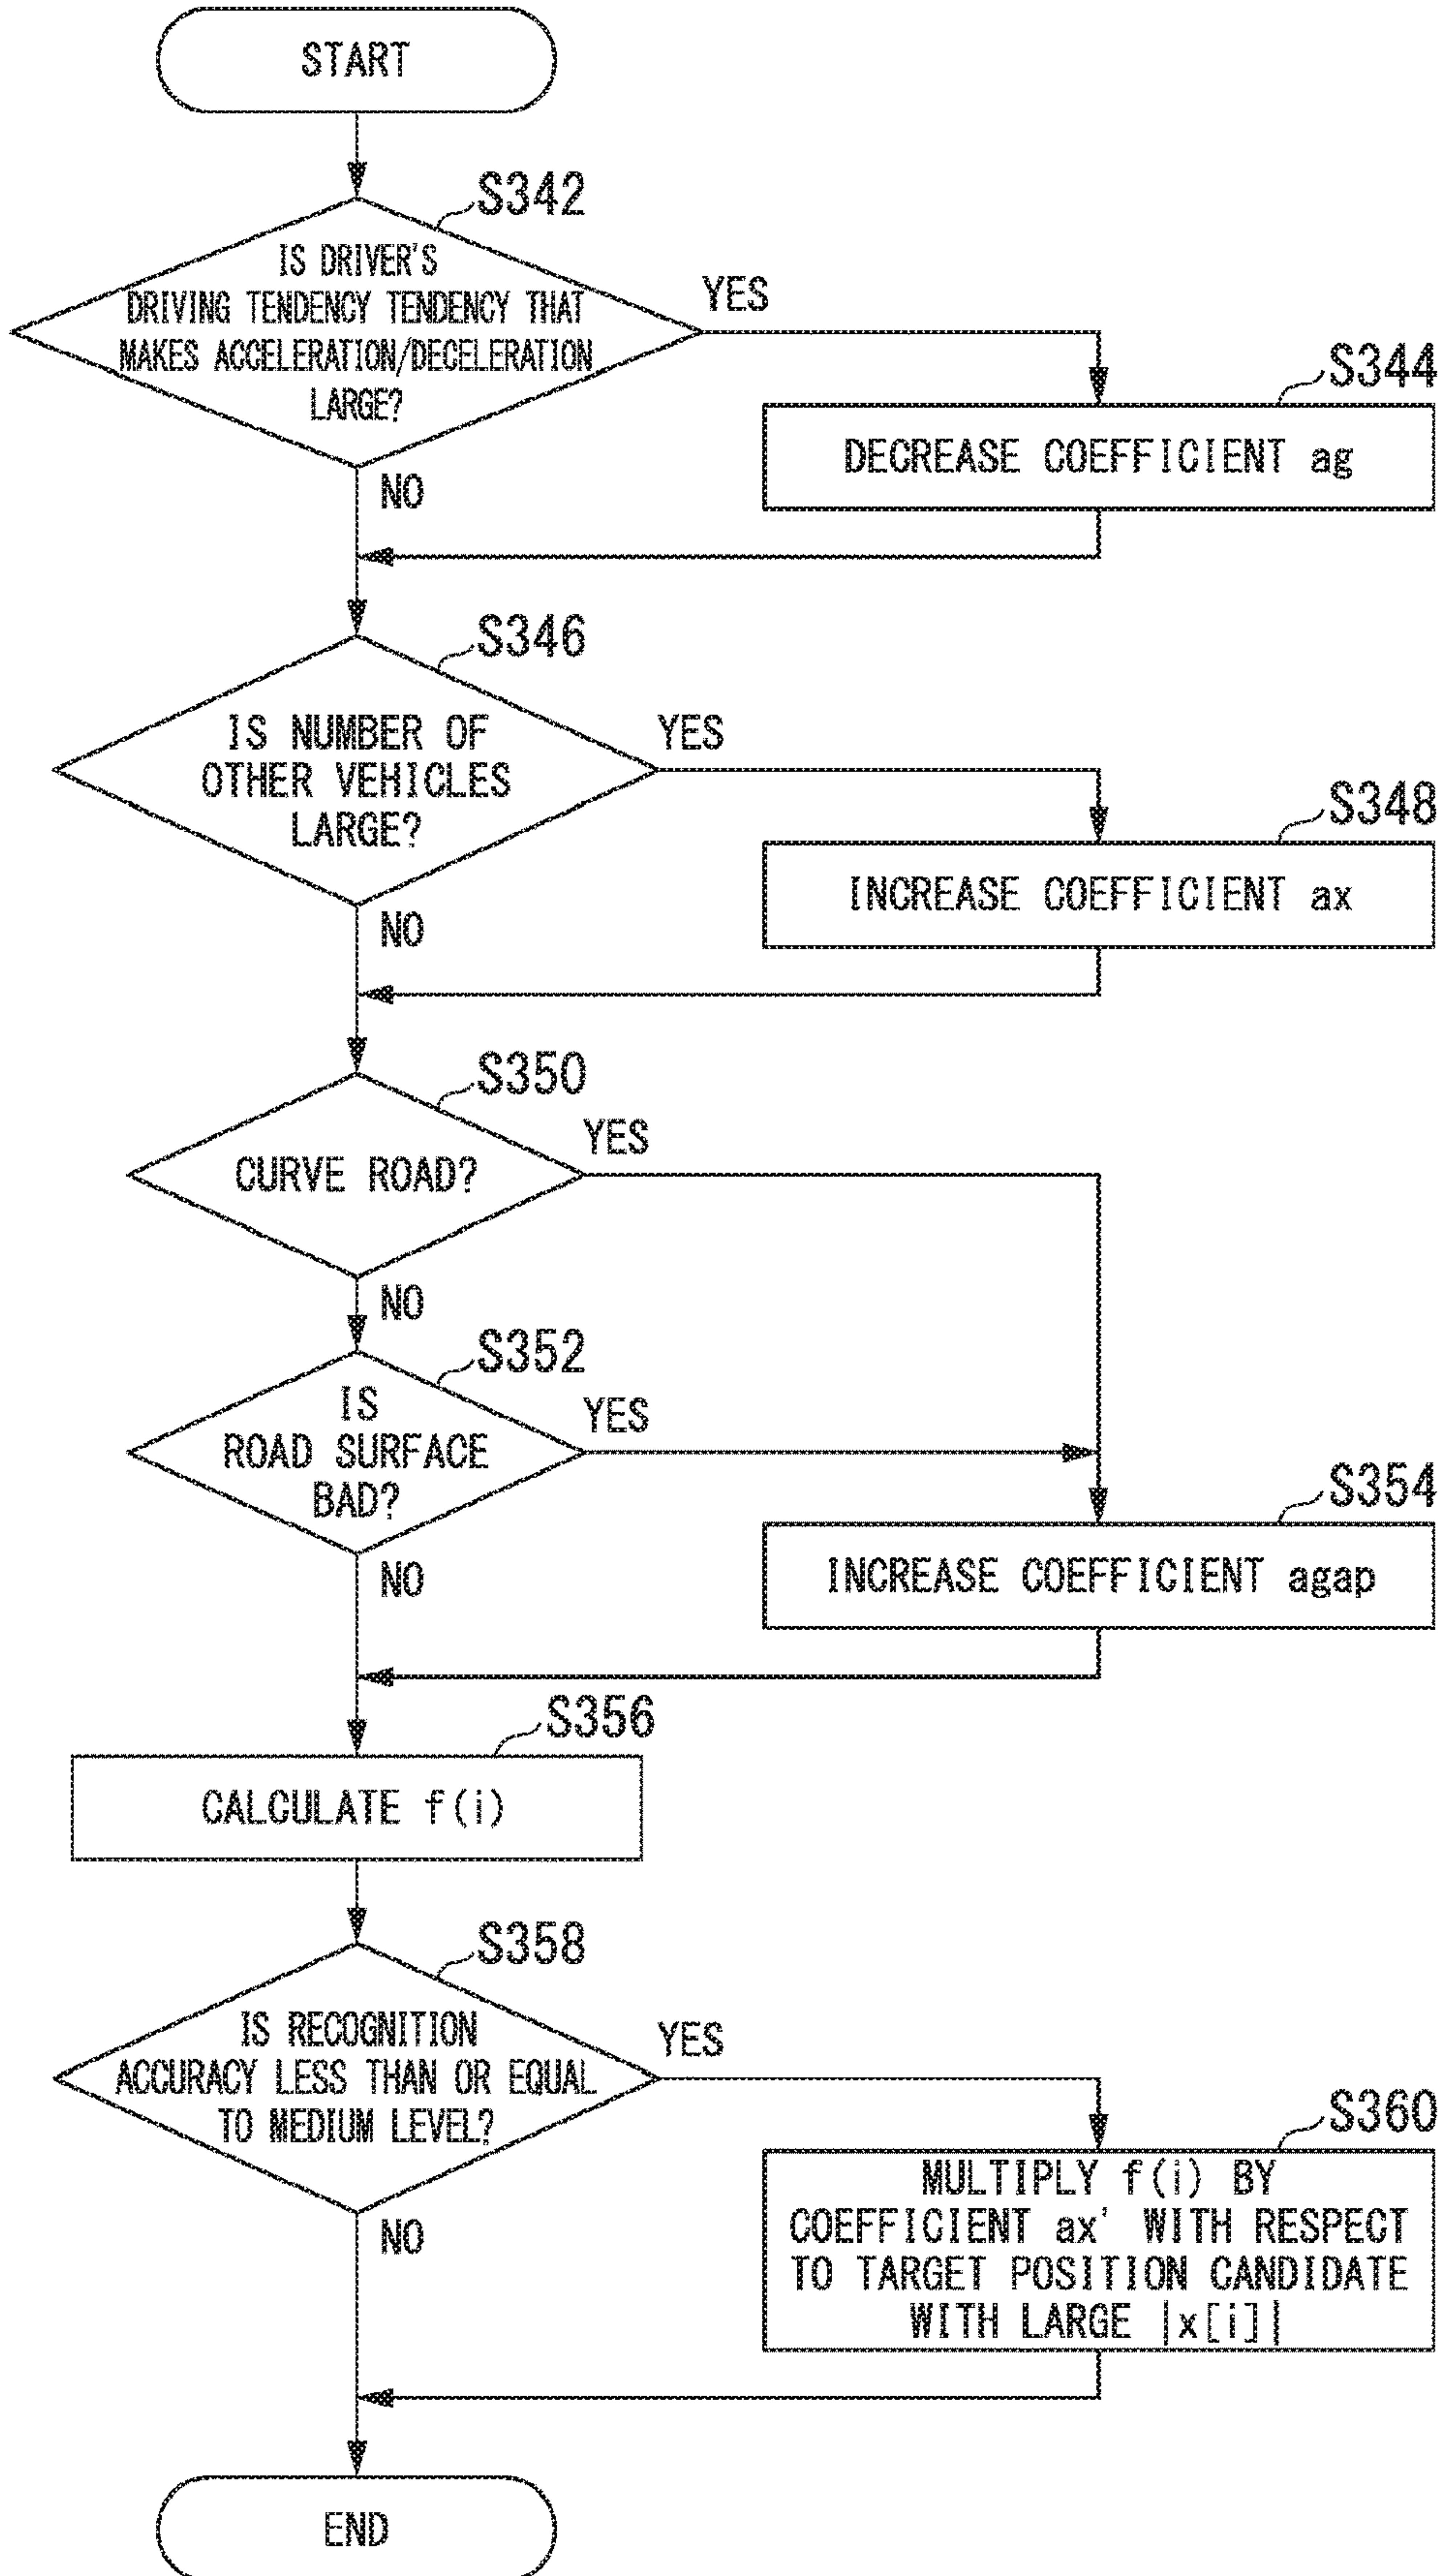 START
S342
IS DRIVER'S
DRIVING TENDENCY TENDENCY THAT
MAKES ACCELERATION/DECELERATION
LARGE?
YES
S344
DECREASE COEFFICIENT ag
NO
S346
IS NUMBER OF
OTHER VEHICLES
LARGE?
YES
S348
INCREASE COEFFICIENT ax
NO
S350
CURVE ROAD?
YES
NO
S352
IS
ROAD SURFACE
BAD?
YES
S354
INCREASE COEFFICIENT agap
NO
S356
CALCULATE f(i)
S358
IS RECOGNITION
ACCURACY LESS THAN OR EQUAL
TO MEDIUM LEVEL?
YES
S360
MULTIPLY f(i) BY
COEFFICIENT ax' WITH RESPECT
TO TARGET POSITION CANDIDATE
WITH LARGE |x[i]|
NO
END